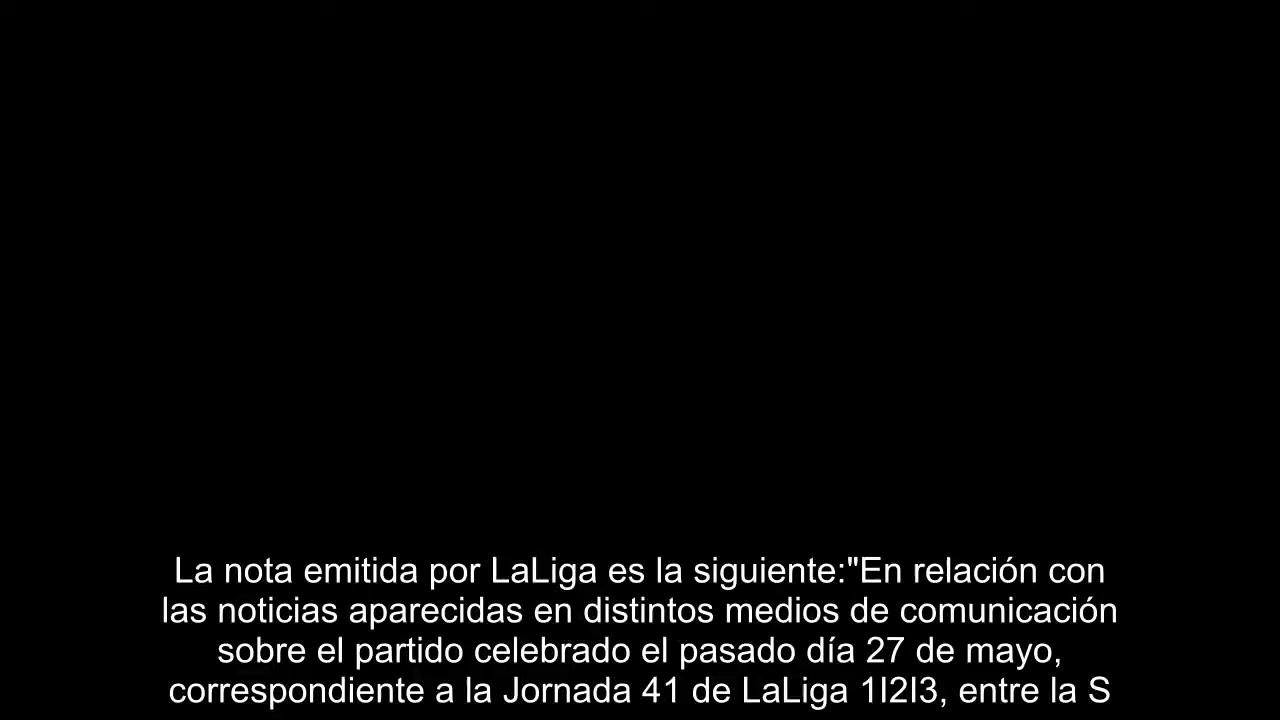 La nota emitida por LaLiga es la siguiente:"En relación con
las noticias aparecidas en distintos medios de comunicación
sobre el partido celebrado el pasado día 27 de mayo,
correspondiente a la Jornada 41 de LaLiga 1I2I3, entre la S